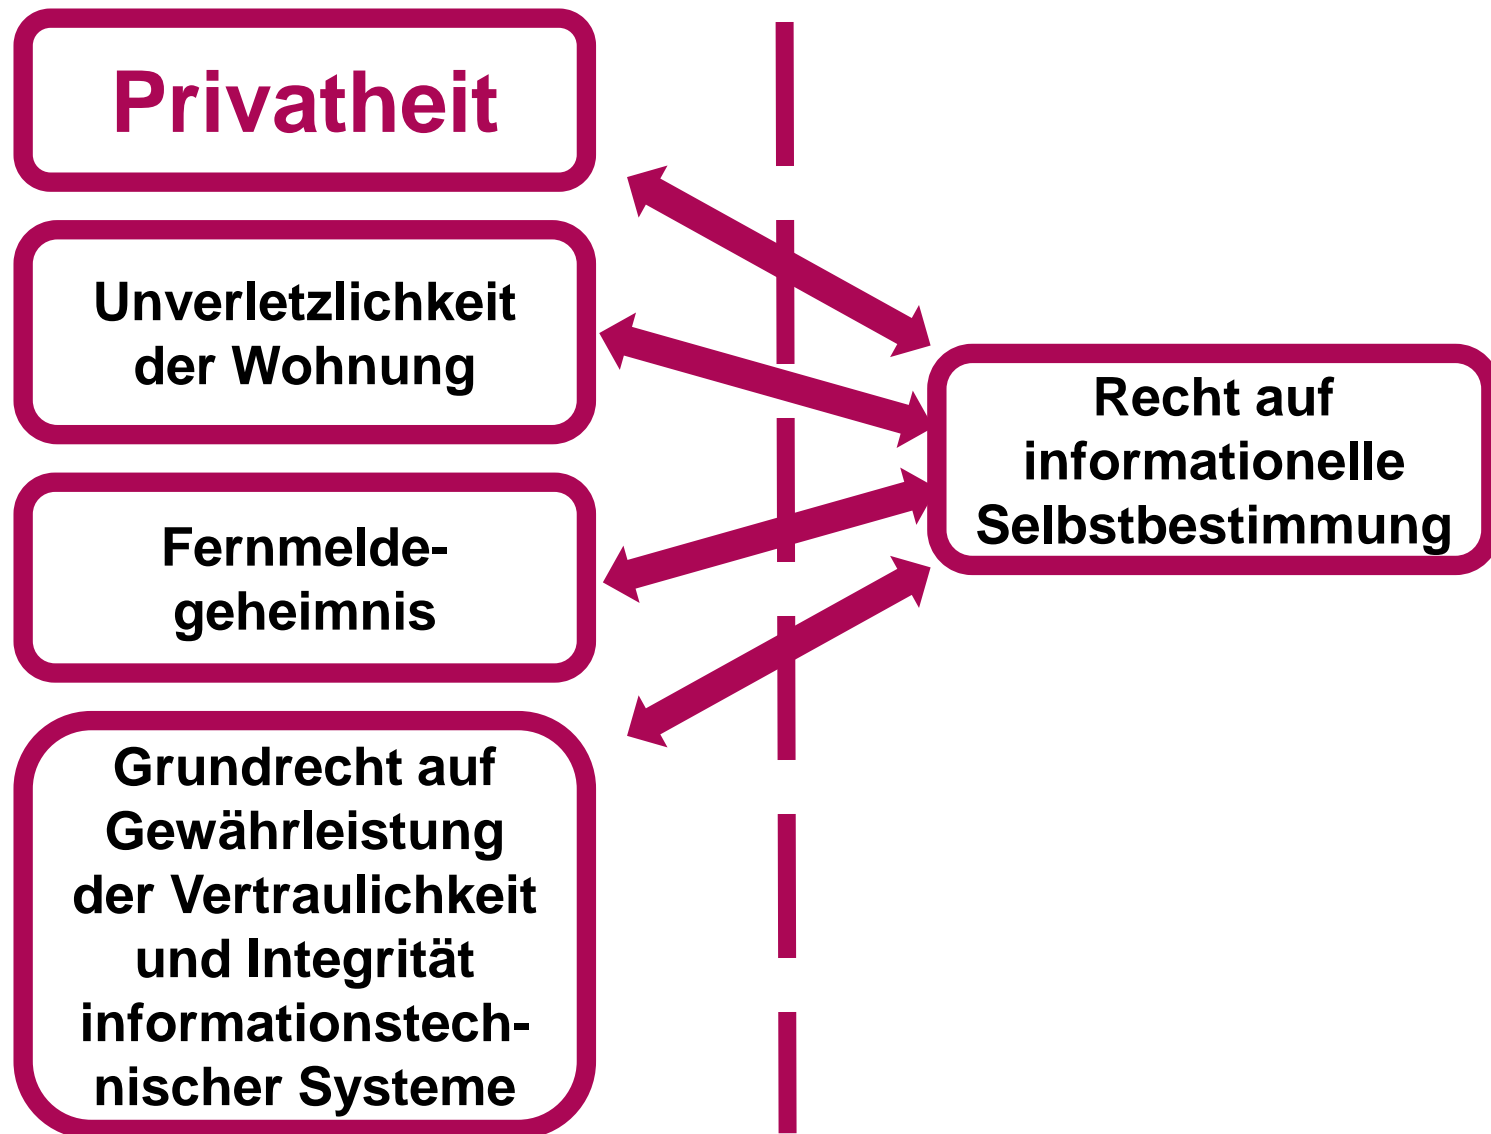 Privatheit
Unverletzlichkeit
der Wohnung
Fernmelde-
geheimnis
Grundrecht auf
Gewährleistung
der Vertraulichkeit
und Integrität
informationstech-
nischer Systeme
Recht auf
informationelle
Selbstbestimmung